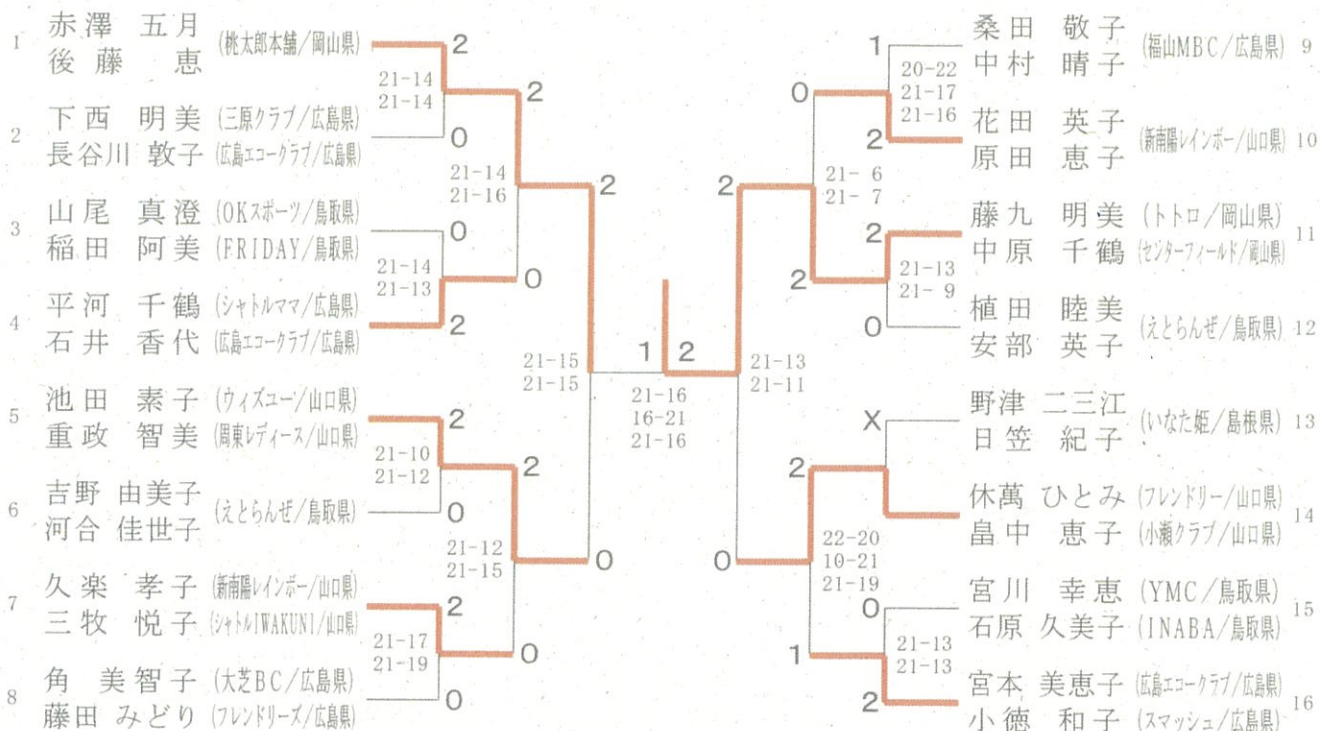 1 赤澤 五月 後藤 恵 (桃太郎本舗/岡山県) 2
21-14
21-14
2
2 下西 明美 (三原クラブ/広島県)
長谷川 敦子 (広島エコークラブ/広島県) 0
21-14
21-16
2
3 山尾 真澄 (OKスポーツ/鳥取県)
稲田 阿美 (FRIDAY/鳥取県) 0
21-14
21-13
0
4 平河 千鶴 (シャトルママ/広島県)
石井 香代 (広島エコークラブ/広島県) 2
21-15
21-15
5 池田 素子 (ウィズユー/山口県)
重政 智美 (周東レディース/山口県) 2
21-10
21-12
2
6 吉野 由美子 河合 佳世子 (えとらんぜ/鳥取県) 0
21-12
21-15
0
7 久楽 孝子 (新南陽レインボー/山口県)
三牧 悦子 (シャトルIWAKUNI/山口県) 2
21-17
21-19
0
8 角 美智子 (大芝BC/広島県)
藤田 みどり (フレンドリーズ/広島県) 0
1 2
21-16
16-21
21-16
1 桑田 敬子 中村 晴子 (福山MBC/広島県) 9
20-22
21-17
21-16
0
2 花田 英子 原田 恵子 (新南陽レインボー/山口県) 10
21- 6
21- 7
2
2 藤九 明美 (トトロ/岡山県) 11
中原 千鶴 (センターフィールド/岡山県)
21-13
21- 9
2
0 植田 睦美 安部 英子 (えとらんぜ/鳥取県) 12
21-13
21-11
X 野津 二三江 日笠 紀子 (いなた姫/島根県) 13
2
休萬 ひとみ (フレンドリー/山口県) 14
畠中 恵子 (小瀬クラブ/山口県)
22-20
10-21
21-19
0
0 宮川 幸恵 (YMC/鳥取県) 15
石原 久美子 (INABA/鳥取県)
21-13
21-13
1
2 宮本 美恵子 (広島エコークラブ/広島県) 16
小徳 和子 (スマッシュ/広島県)